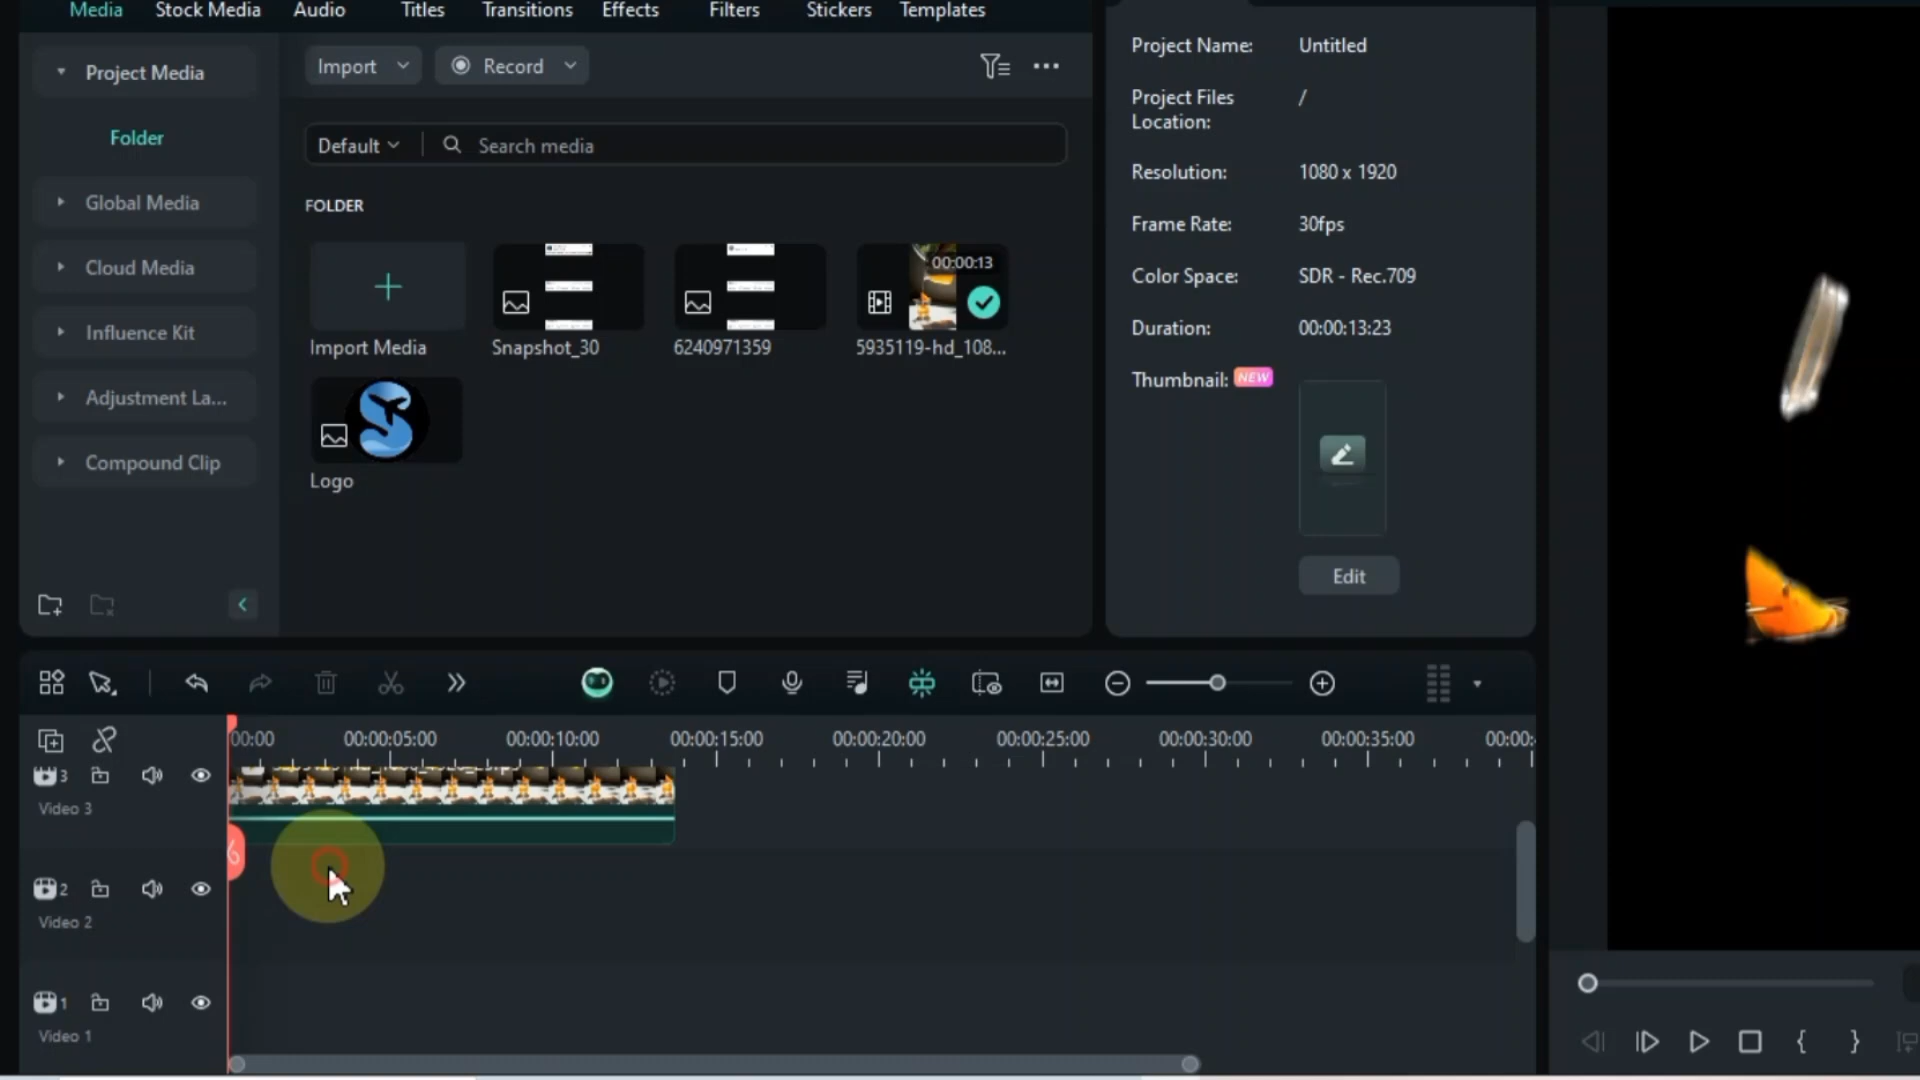 Media Stock Media Audio Titles Transitions Effects Filters Stickers Templates
Project Media
Import
Record
Folder
Default
Search media
Global Media
FOLDER
Cloud Media
Influence Kit
Adjustment La...
Compound Clip
00:00:13
Import Media
Snapshot_30
6240971359
5935119-hd_108...
Logo
Project Name: Untitled
Project Files
Location: /
Resolution: 1080 x 1920
Frame Rate: 30fps
Color Space: SDR - Rec.709
Duration: 00:00:13:23
Thumbnail: NEW
Edit
00:00 00:00:05:00 00:00:10:00 00:00:15:00 00:00:20:00 00:00:25:00 00:00:30:00 00:00:35:00 00:00:
3
Video 3
2
Video 2
1
Video 1